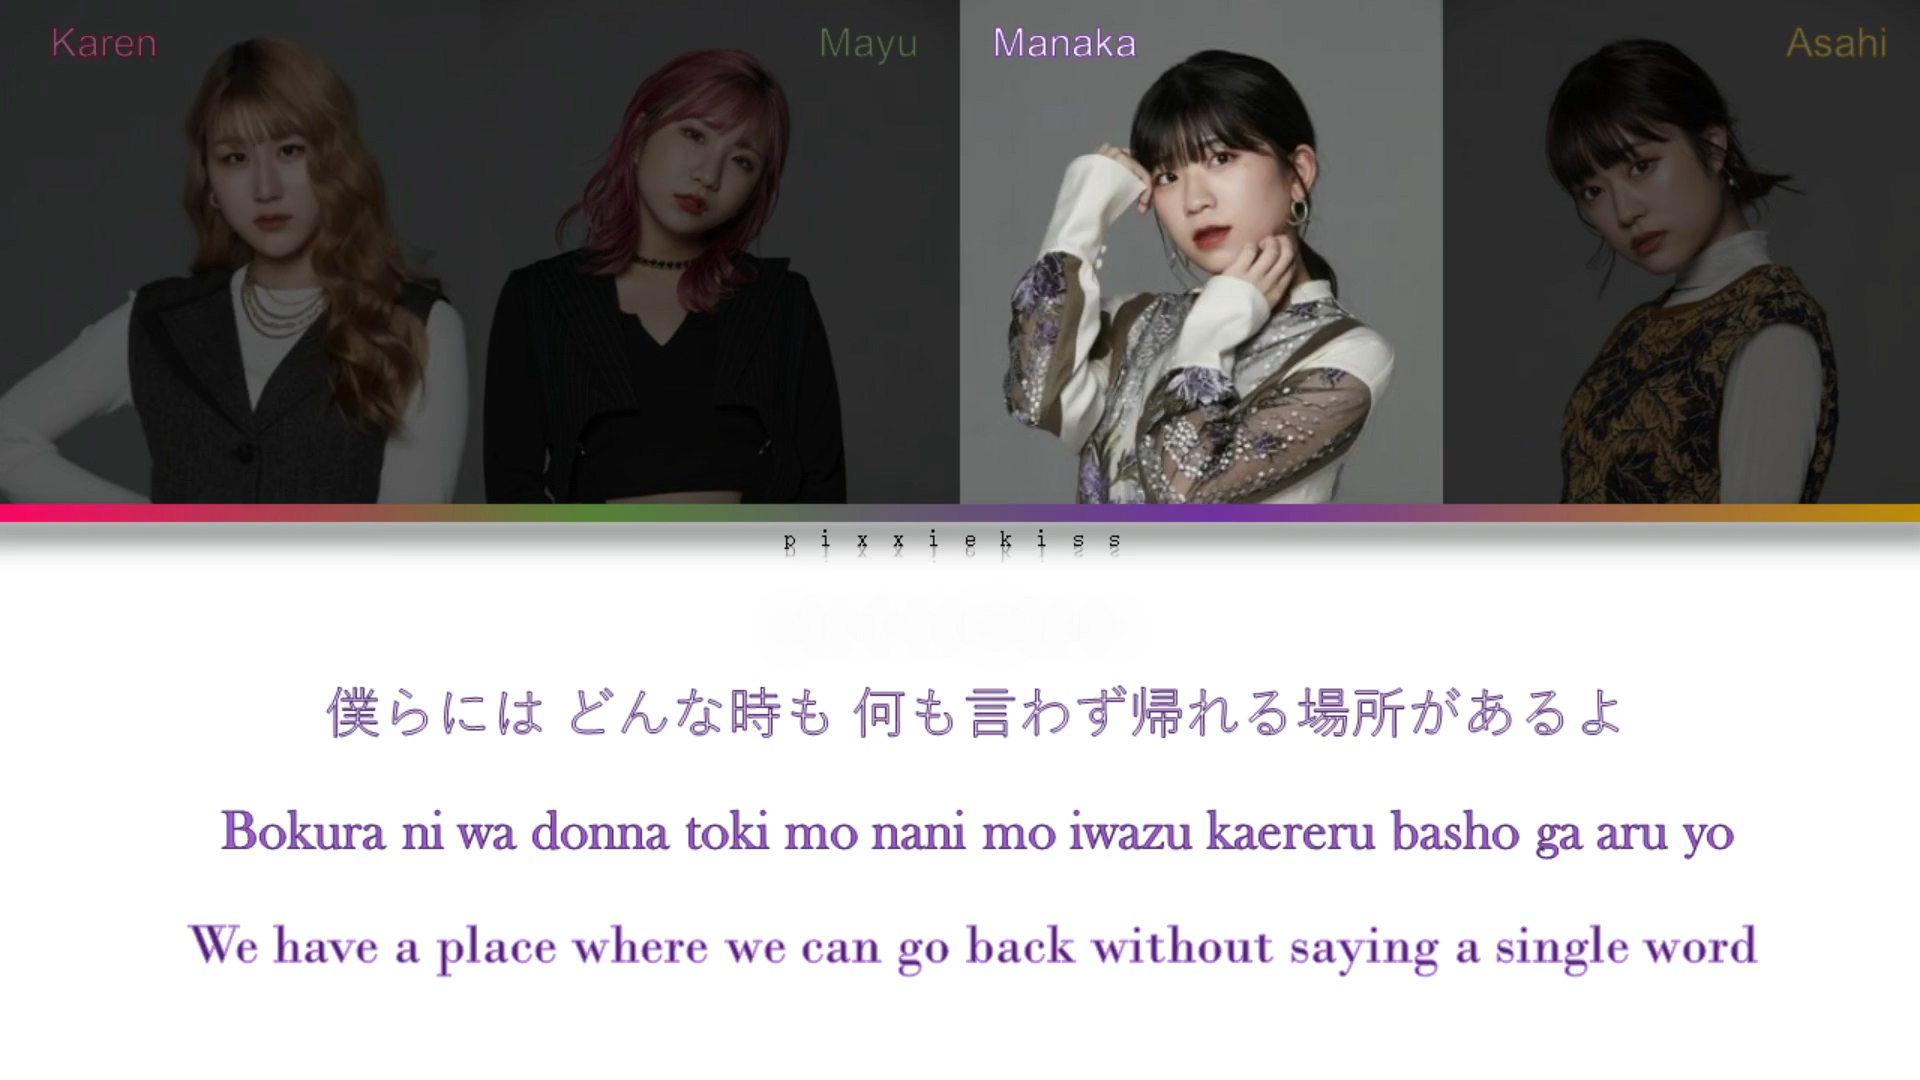 Karen
Mayu
Manaka
Asahi
pixxiekiss
僕らには どんな時も 何も言わず帰れる場所があるよ
Bokura ni wa donna toki mo nani mo iwazu kaereru basho ga aru yo
We have a place where we can go back without saying a single word